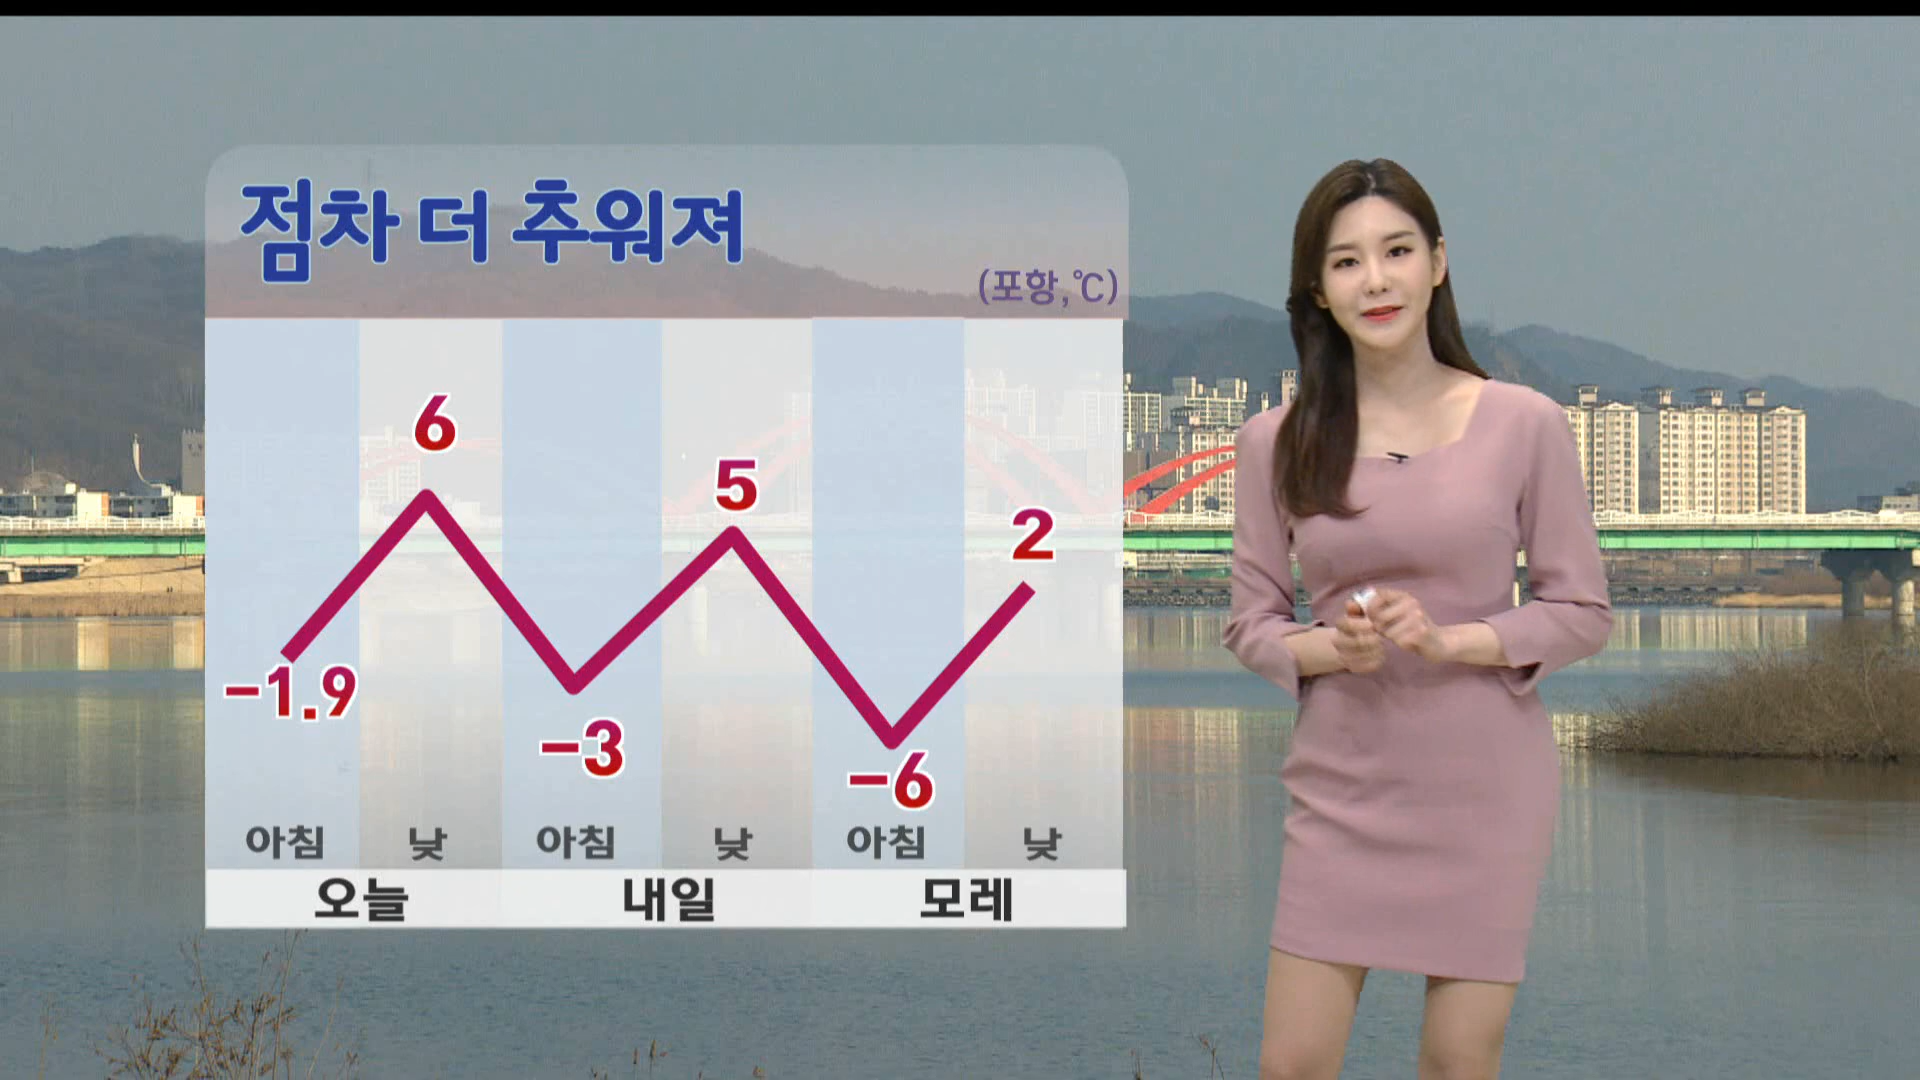 점차 더 추워져
(포항,℃)
6
5
2
-1.9
-3
-6
아침 낮 아침 낮 아침 낮
오늘 내일 모레